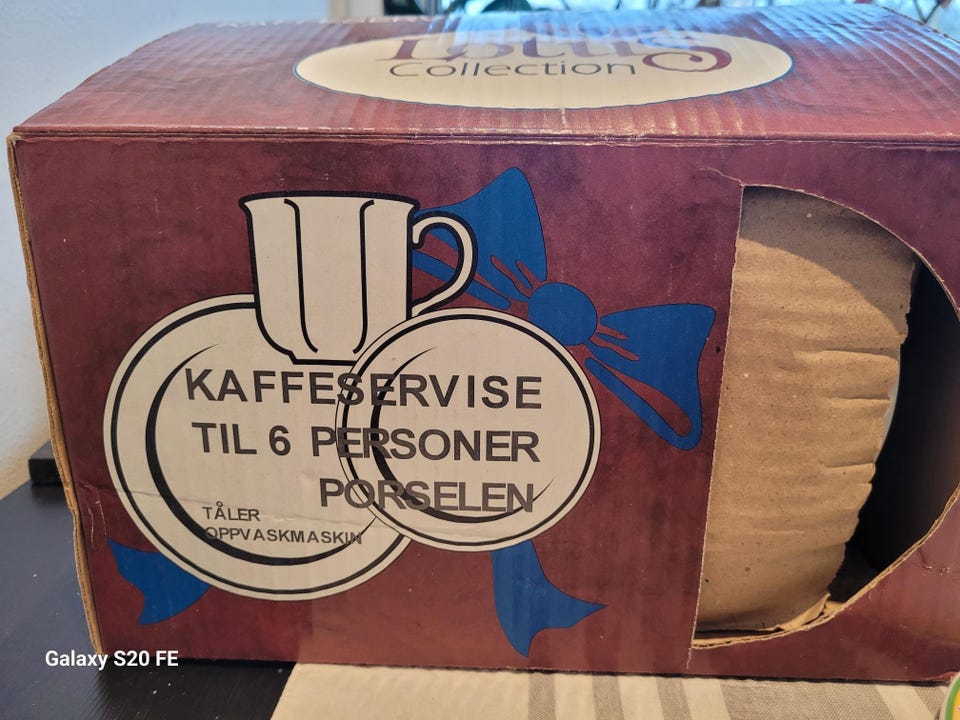 Collection
KAFFESERVISE
TIL 6 PERSONER
PORSELEN
TÅLER
OPPVASKMASKIN
Galaxy S20 FE